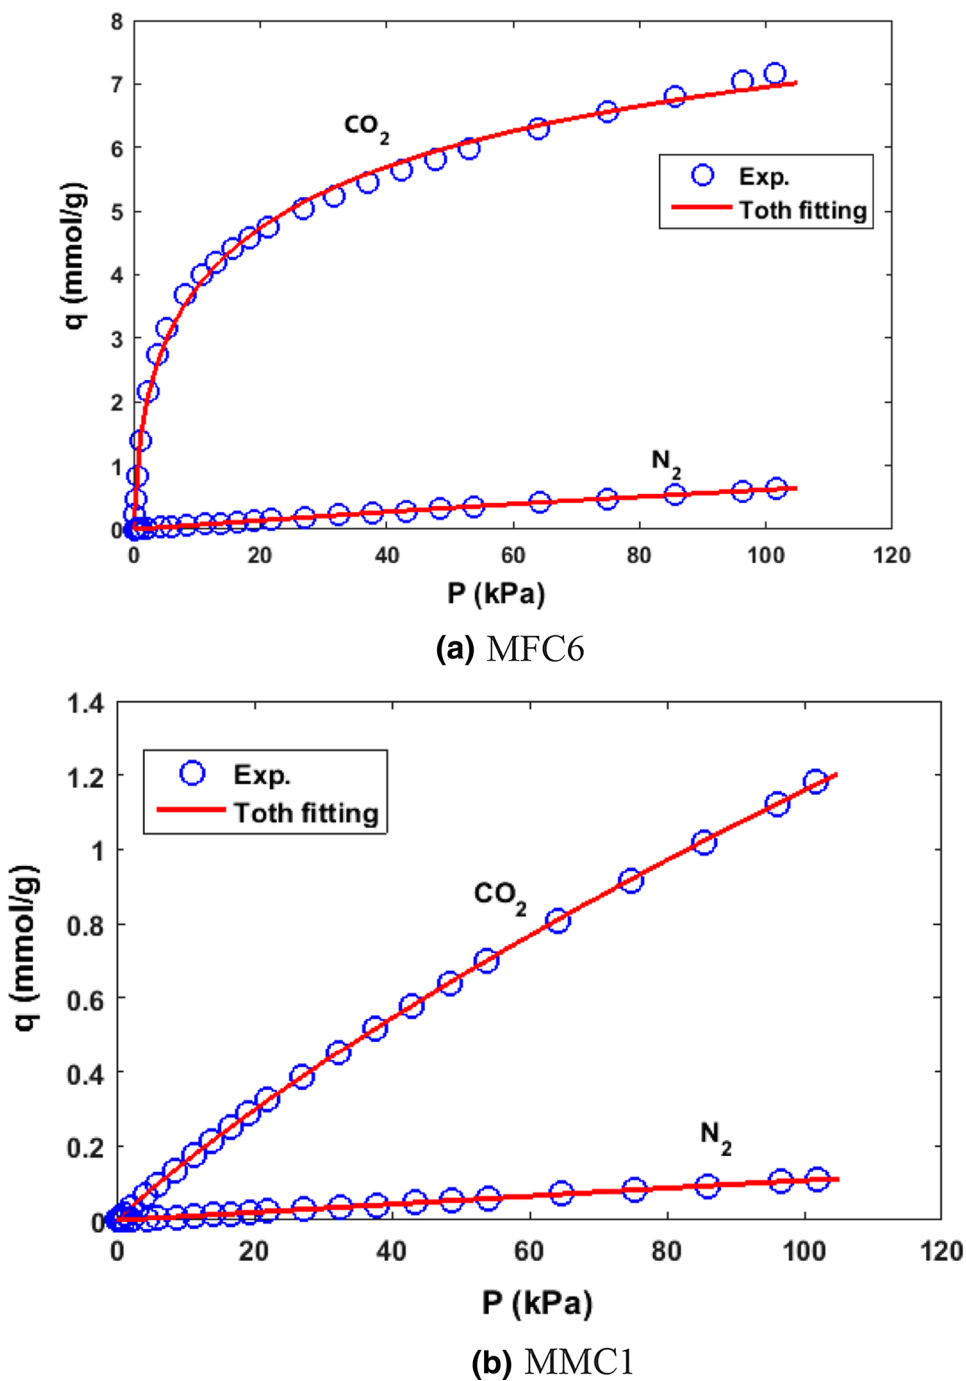 8
7
6
5
4
3
2
1
0
q (mmol/g)
CO2
N2
Exp.
Toth fitting
0 20 40 60 80 100 120
P (kPa)
(a) MFC6
1.4
1.2
1
0.8
0.6
0.4
0.2
0
q (mmol/g)
Exp.
Toth fitting
CO2
N2
0 20 40 60 80 100 120
P (kPa)
(b) MMC1